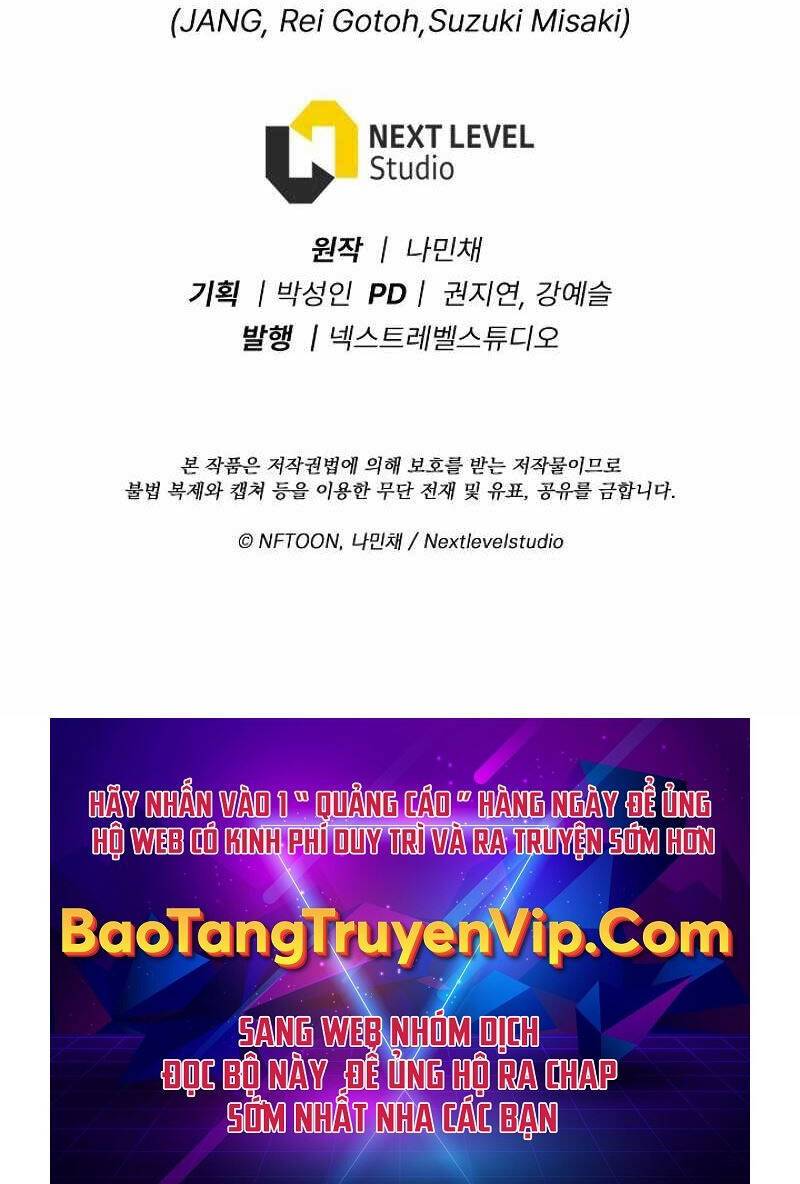 (JANG, Rei Gotoh,Suzuki Misaki)
NEXT LEVEL
Studio
원작 | 나민채
기획 | 박성인 PD | 권지연, 강예슬
발행 | 넥스트레벨스튜디오
본 작품은 저작권법에 의해 보호를 받는 저작물이므로
불법 복제와 캡쳐 등을 이용한 무단 전재 및 유포, 공유를 금합니다.
© NFTOON, 나민채 / Nextlevelstudio
HÃY NHẤN VÀO 1 “ QUẢNG CÁO ” HÀNG NGÀY ĐỂ ỦNG
HỘ WEB CÓ KINH PHÍ DUY TRÌ VÀ RA TRUYỆN SỚM HƠN
BaoTangTruyenVip.Com
SANG WEB NHÓM DỊCH
ĐỌC BỘ NÀY ĐỂ ỦNG HỘ RA CHAP
SỚM NHẤT NHA CÁC BẠN